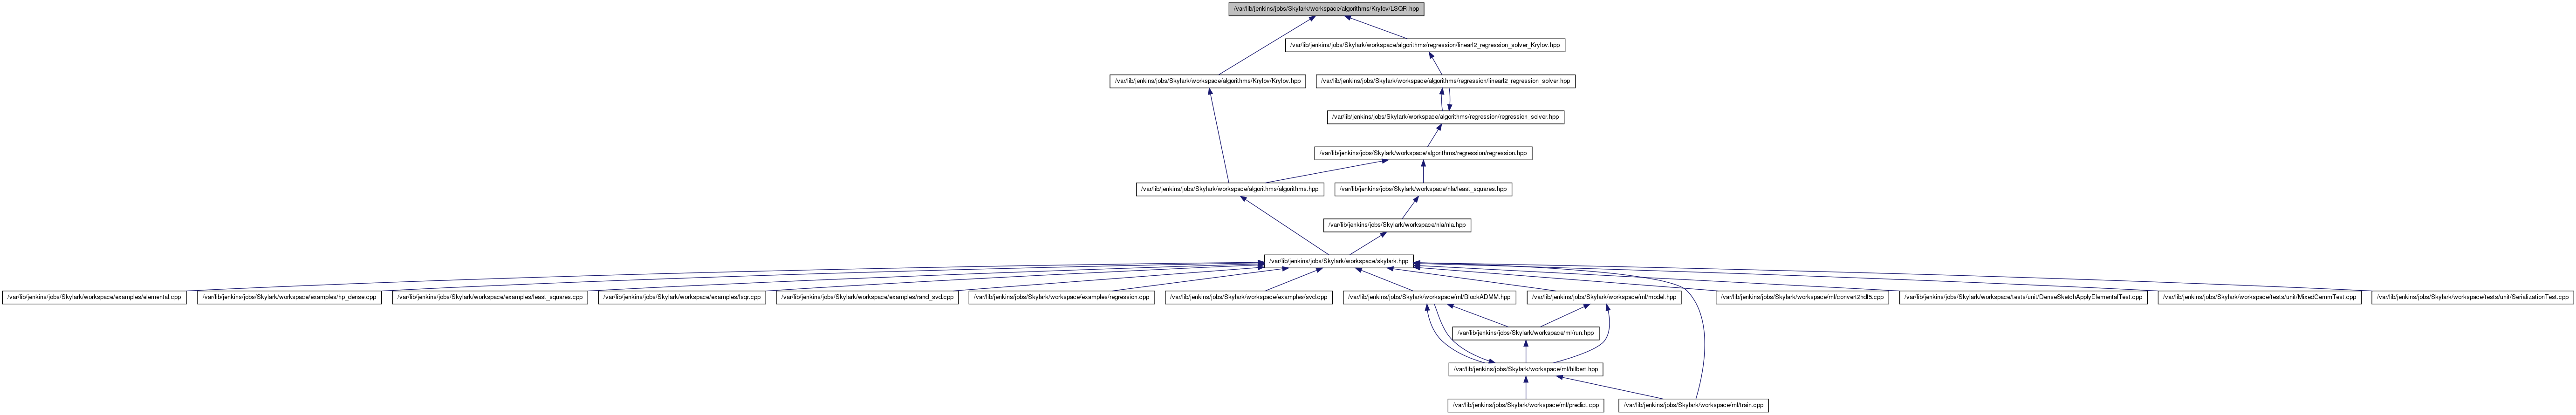 /var/lib/jenkins/jobs/Skylark/workspace/algorithms/Krylov/LSQR.hpp
/var/lib/jenkins/jobs/Skylark/workspace/algorithms/regression/linearl2_regression_solver_Krylov.hpp
/var/lib/jenkins/jobs/Skylark/workspace/algorithms/Krylov/Krylov.hpp
/var/lib/jenkins/jobs/Skylark/workspace/algorithms/regression/linearl2_regression_solver.hpp
/var/lib/jenkins/jobs/Skylark/workspace/algorithms/regression/regression_solver.hpp
/var/lib/jenkins/jobs/Skylark/workspace/algorithms/regression/regression.hpp
/var/lib/jenkins/jobs/Skylark/workspace/algorithms/algorithms.hpp
/var/lib/jenkins/jobs/Skylark/workspace/nla/least_squares.hpp
/var/lib/jenkins/jobs/Skylark/workspace/nla/nla.hpp
/var/lib/jenkins/jobs/Skylark/workspace/skylark.hpp
/var/lib/jenkins/jobs/Skylark/workspace/examples/elemental.cpp
/var/lib/jenkins/jobs/Skylark/workspace/examples/hp_dense.cpp
/var/lib/jenkins/jobs/Skylark/workspace/examples/least_squares.cpp
/var/lib/jenkins/jobs/Skylark/workspace/examples/lsqr.cpp
/var/lib/jenkins/jobs/Skylark/workspace/examples/rand_svd.cpp
/var/lib/jenkins/jobs/Skylark/workspace/examples/regression.cpp
/var/lib/jenkins/jobs/Skylark/workspace/examples/svd.cpp
/var/lib/jenkins/jobs/Skylark/workspace/ml/BlockADMM.hpp
/var/lib/jenkins/jobs/Skylark/workspace/ml/model.hpp
/var/lib/jenkins/jobs/Skylark/workspace/ml/convert2hdf5.cpp
/var/lib/jenkins/jobs/Skylark/workspace/tests/unit/DenseSketchApplyElementalTest.cpp
/var/lib/jenkins/jobs/Skylark/workspace/tests/unit/MixedGemmTest.cpp
/var/lib/jenkins/jobs/Skylark/workspace/tests/unit/SerializationTest.cpp
/var/lib/jenkins/jobs/Skylark/workspace/ml/run.hpp
/var/lib/jenkins/jobs/Skylark/workspace/ml/hilbert.hpp
/var/lib/jenkins/jobs/Skylark/workspace/ml/predict.cpp
/var/lib/jenkins/jobs/Skylark/workspace/ml/train.cpp